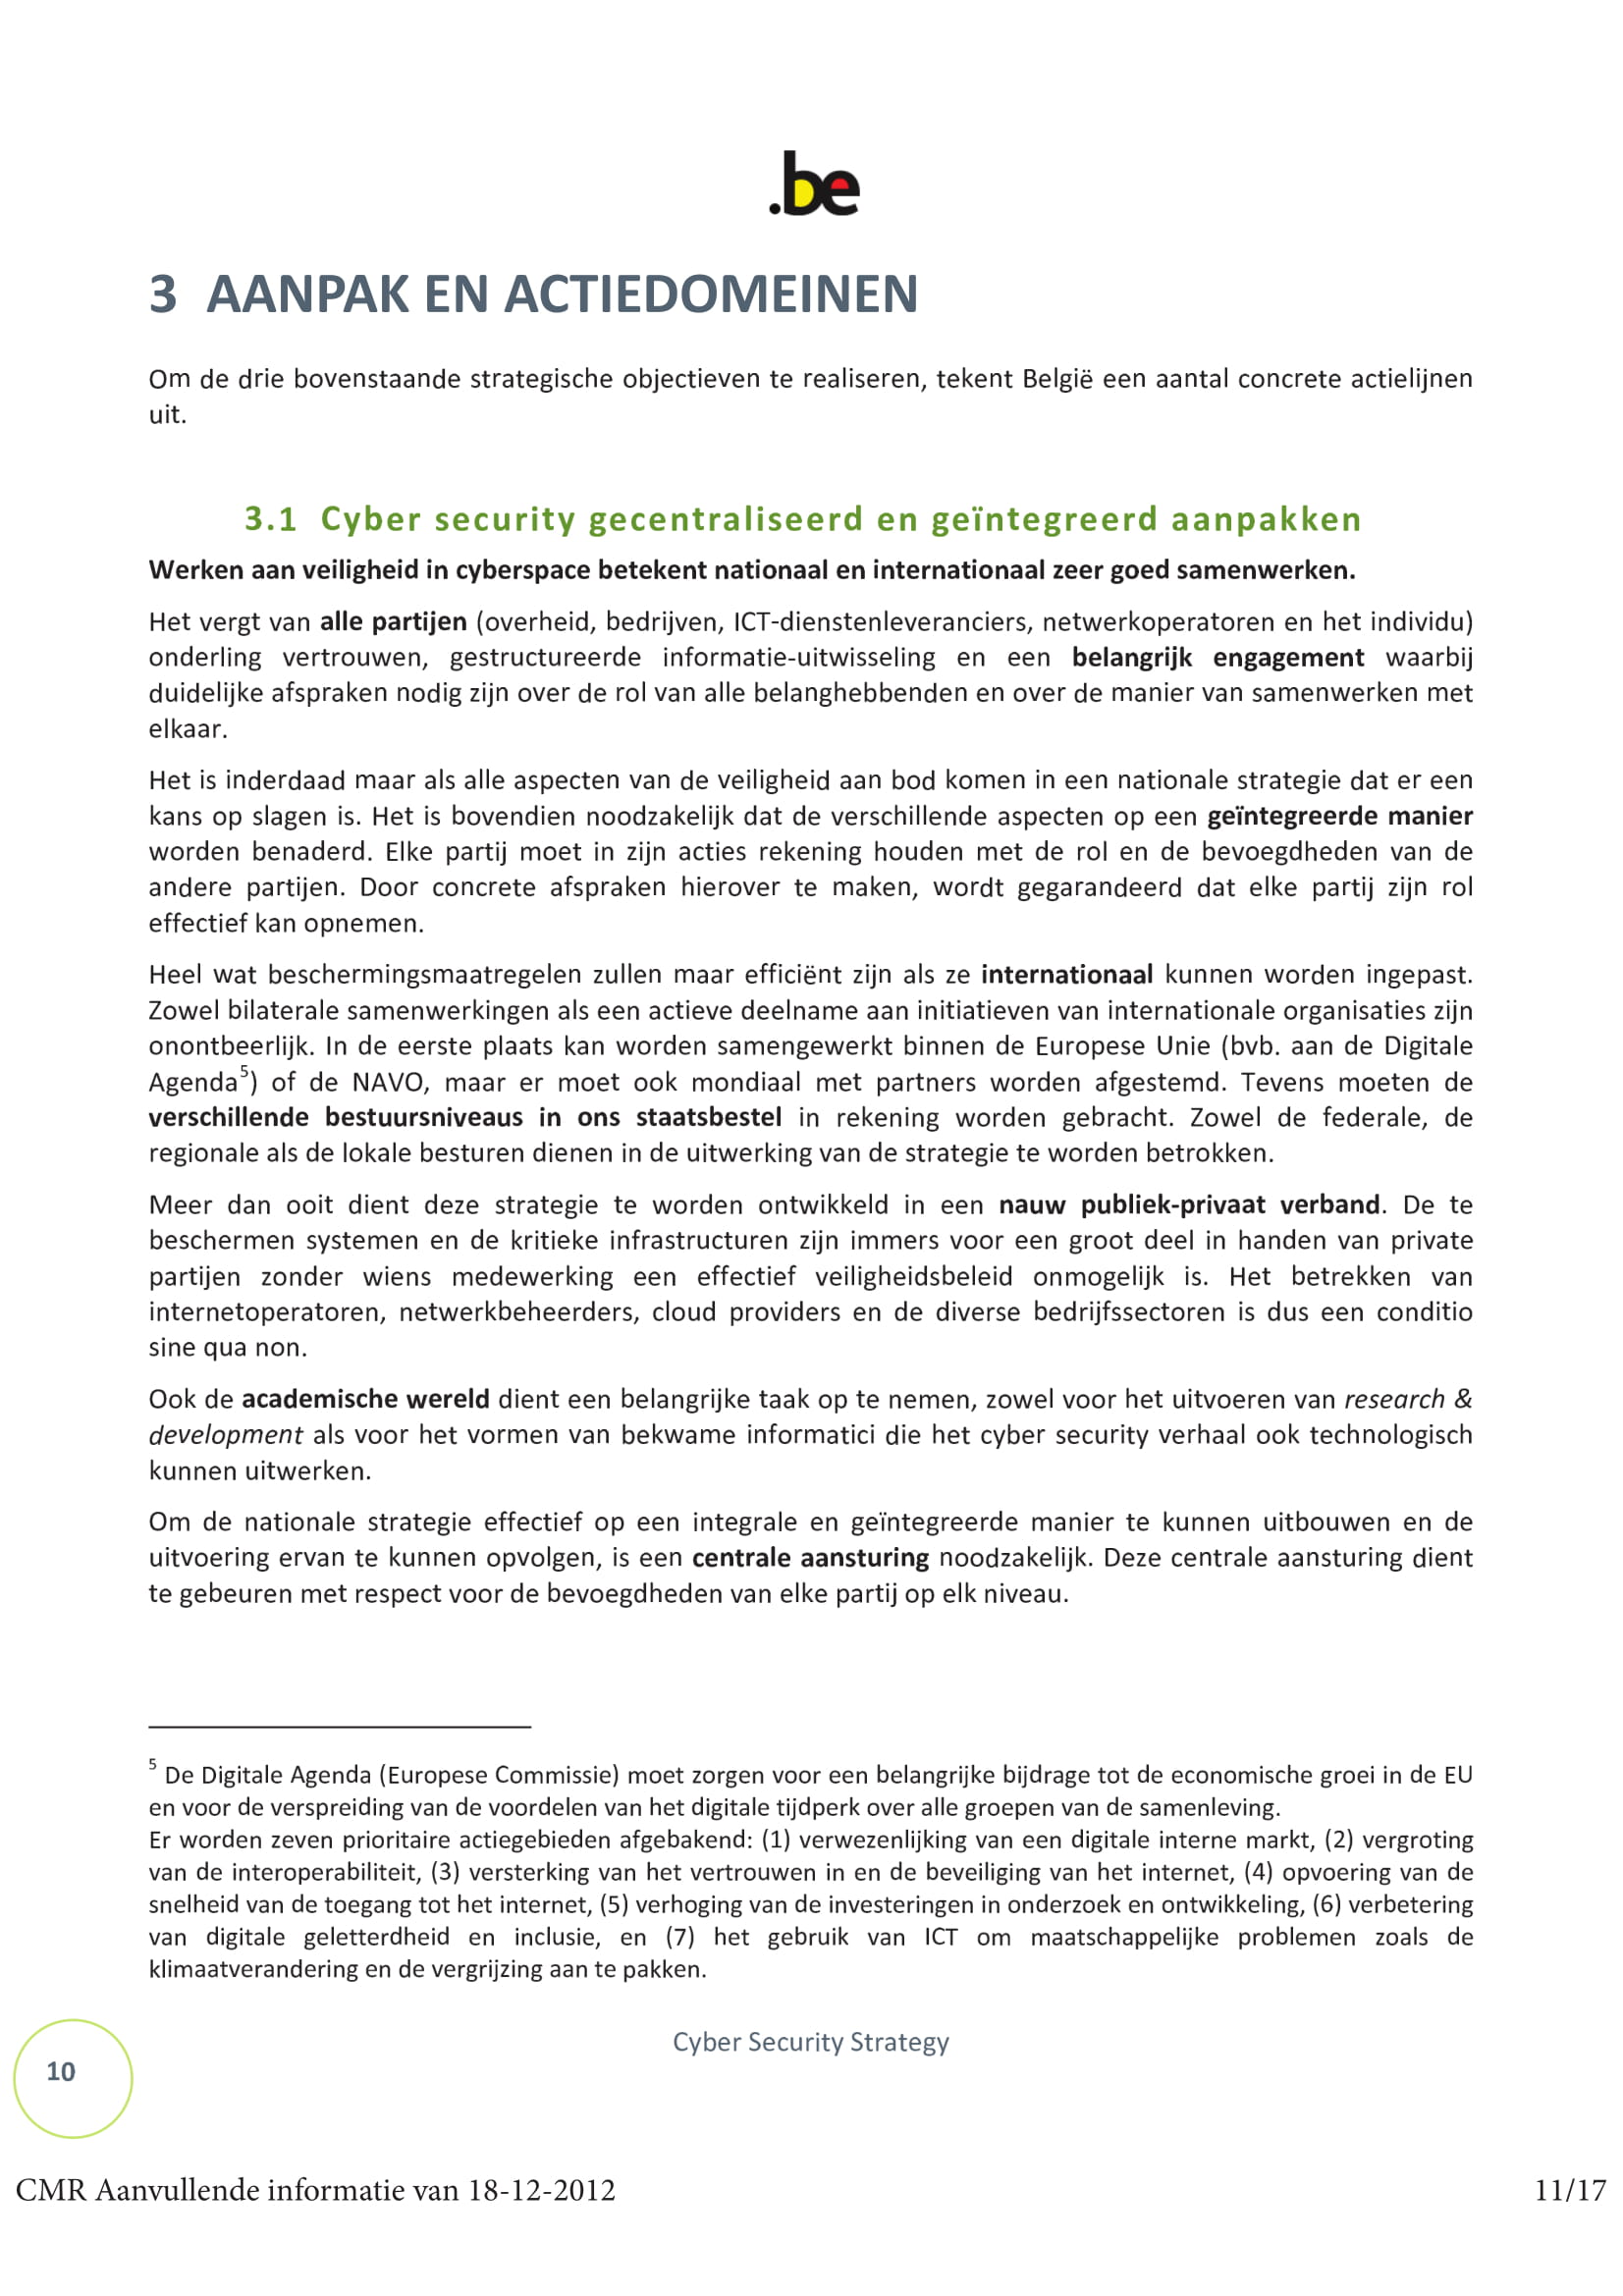 .be
3 AANPAK EN ACTIEDOMEINEN
Om de drie bovenstaande strategische objectieven te realiseren, tekent België een aantal concrete actielijnen
uit.
3.1 Cyber security gecentraliseerd en geïntegreerd aanpakken
Werken aan veiligheid in cyberspace betekent nationaal en internationaal zeer goed samenwerken.
Het vergt van alle partijen (overheid, bedrijven, ICT-dienstenleveranciers, netwerkoperatoren en het individu)
onderling vertrouwen, gestructureerde informatie-uitwisseling en een belangrijk engagement waarbij
duidelijke afspraken nodig zijn over de rol van alle belanghebbenden en over de manier van samenwerken met
elkaar.
Het is inderdaad maar als alle aspecten van de veiligheid aan bod komen in een nationale strategie dat er een
kans op slagen is. Het is bovendien noodzakelijk dat de verschillende aspecten op een geïntegreerde manier
worden benaderd. Elke partij moet in zijn acties rekening houden met de rol en de bevoegdheden van de
andere partijen. Door concrete afspraken hierover te maken, wordt gegarandeerd dat elke partij zijn rol
effectief kan opnemen.
Heel wat beschermingsmaatregelen zullen maar efficiënt zijn als ze internationaal kunnen worden ingepast.
Zowel bilaterale samenwerkingen als een actieve deelname aan initiatieven van internationale organisaties zijn
onontbeerlijk. In de eerste plaats kan worden samengewerkt binnen de Europese Unie (bvb. aan de Digitale
Agenda⁵) of de NAVO, maar er moet ook mondiaal met partners worden afgestemd. Tevens moeten de
verschillende bestuursniveaus in ons staatsbestel in rekening worden gebracht. Zowel de federale, de
regionale als de lokale besturen dienen in de uitwerking van de strategie te worden betrokken.
Meer dan ooit dient deze strategie te worden ontwikkeld in een nauw publiek-privaat verband. De te
beschermen systemen en de kritieke infrastructuren zijn immers voor een groot deel in handen van private
partijen zonder wiens medewerking een effectief veiligheidsbeleid onmogelijk is. Het betrekken van
internetoperatoren, netwerkbeheerders, cloud providers en de diverse bedrijfssectoren is dus een conditio
sine qua non.
Ook de academische wereld dient een belangrijke taak op te nemen, zowel voor het uitvoeren van research &
development als voor het vormen van bekwame informatici die het cyber security verhaal ook technologisch
kunnen uitwerken.
Om de nationale strategie effectief op een integrale en geïntegreerde manier te kunnen uitbouwen en de
uitvoering ervan te kunnen opvolgen, is een centrale aansturing noodzakelijk. Deze centrale aansturing dient
te gebeuren met respect voor de bevoegdheden van elke partij op elk niveau.
⁵ De Digitale Agenda (Europese Commissie) moet zorgen voor een belangrijke bijdrage tot de economische groei in de EU
en voor de verspreiding van de voordelen van het digitale tijdperk over alle groepen van de samenleving.
Er worden zeven prioritaire actiegebieden afgebakend: (1) verwezenlijking van een digitale interne markt, (2) vergroting
van de interoperabiliteit, (3) versterking van het vertrouwen in en de beveiliging van het internet, (4) opvoering van de
snelheid van de toegang tot het internet, (5) verhoging van de investeringen in onderzoek en ontwikkeling, (6) verbetering
van digitale geletterdheid en inclusie, en (7) het gebruik van ICT om maatschappelijke problemen zoals de
klimaatverandering en de vergrijzing aan te pakken.
Cyber Security Strategy
10
CMR Aanvullende informatie van 18-12-2012 11/17